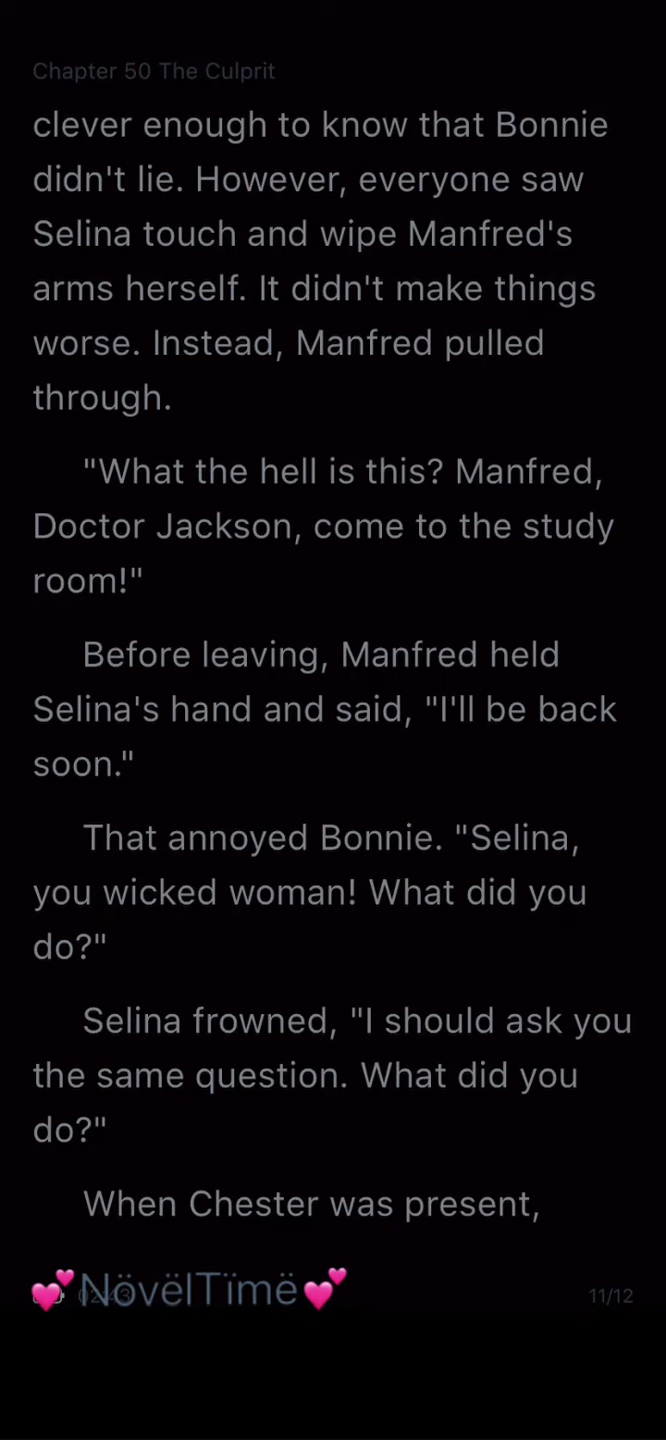 Chapter 50 The Culprit
clever enough to know that Bonnie
didn't lie. However, everyone saw
Selina touch and wipe Manfred's
arms herself. It didn't make things
worse. Instead, Manfred pulled
through.
"What the hell is this? Manfred,
Doctor Jackson, come to the study
room!"
Before leaving, Manfred held
Selina's hand and said, "I'll be back
soon."
That annoyed Bonnie. "Selina,
you wicked woman! What did you
do?"
Selina frowned, "I should ask you
the same question. What did you
do?"
When Chester was present,
💕NövëlTïmë💕
11/12